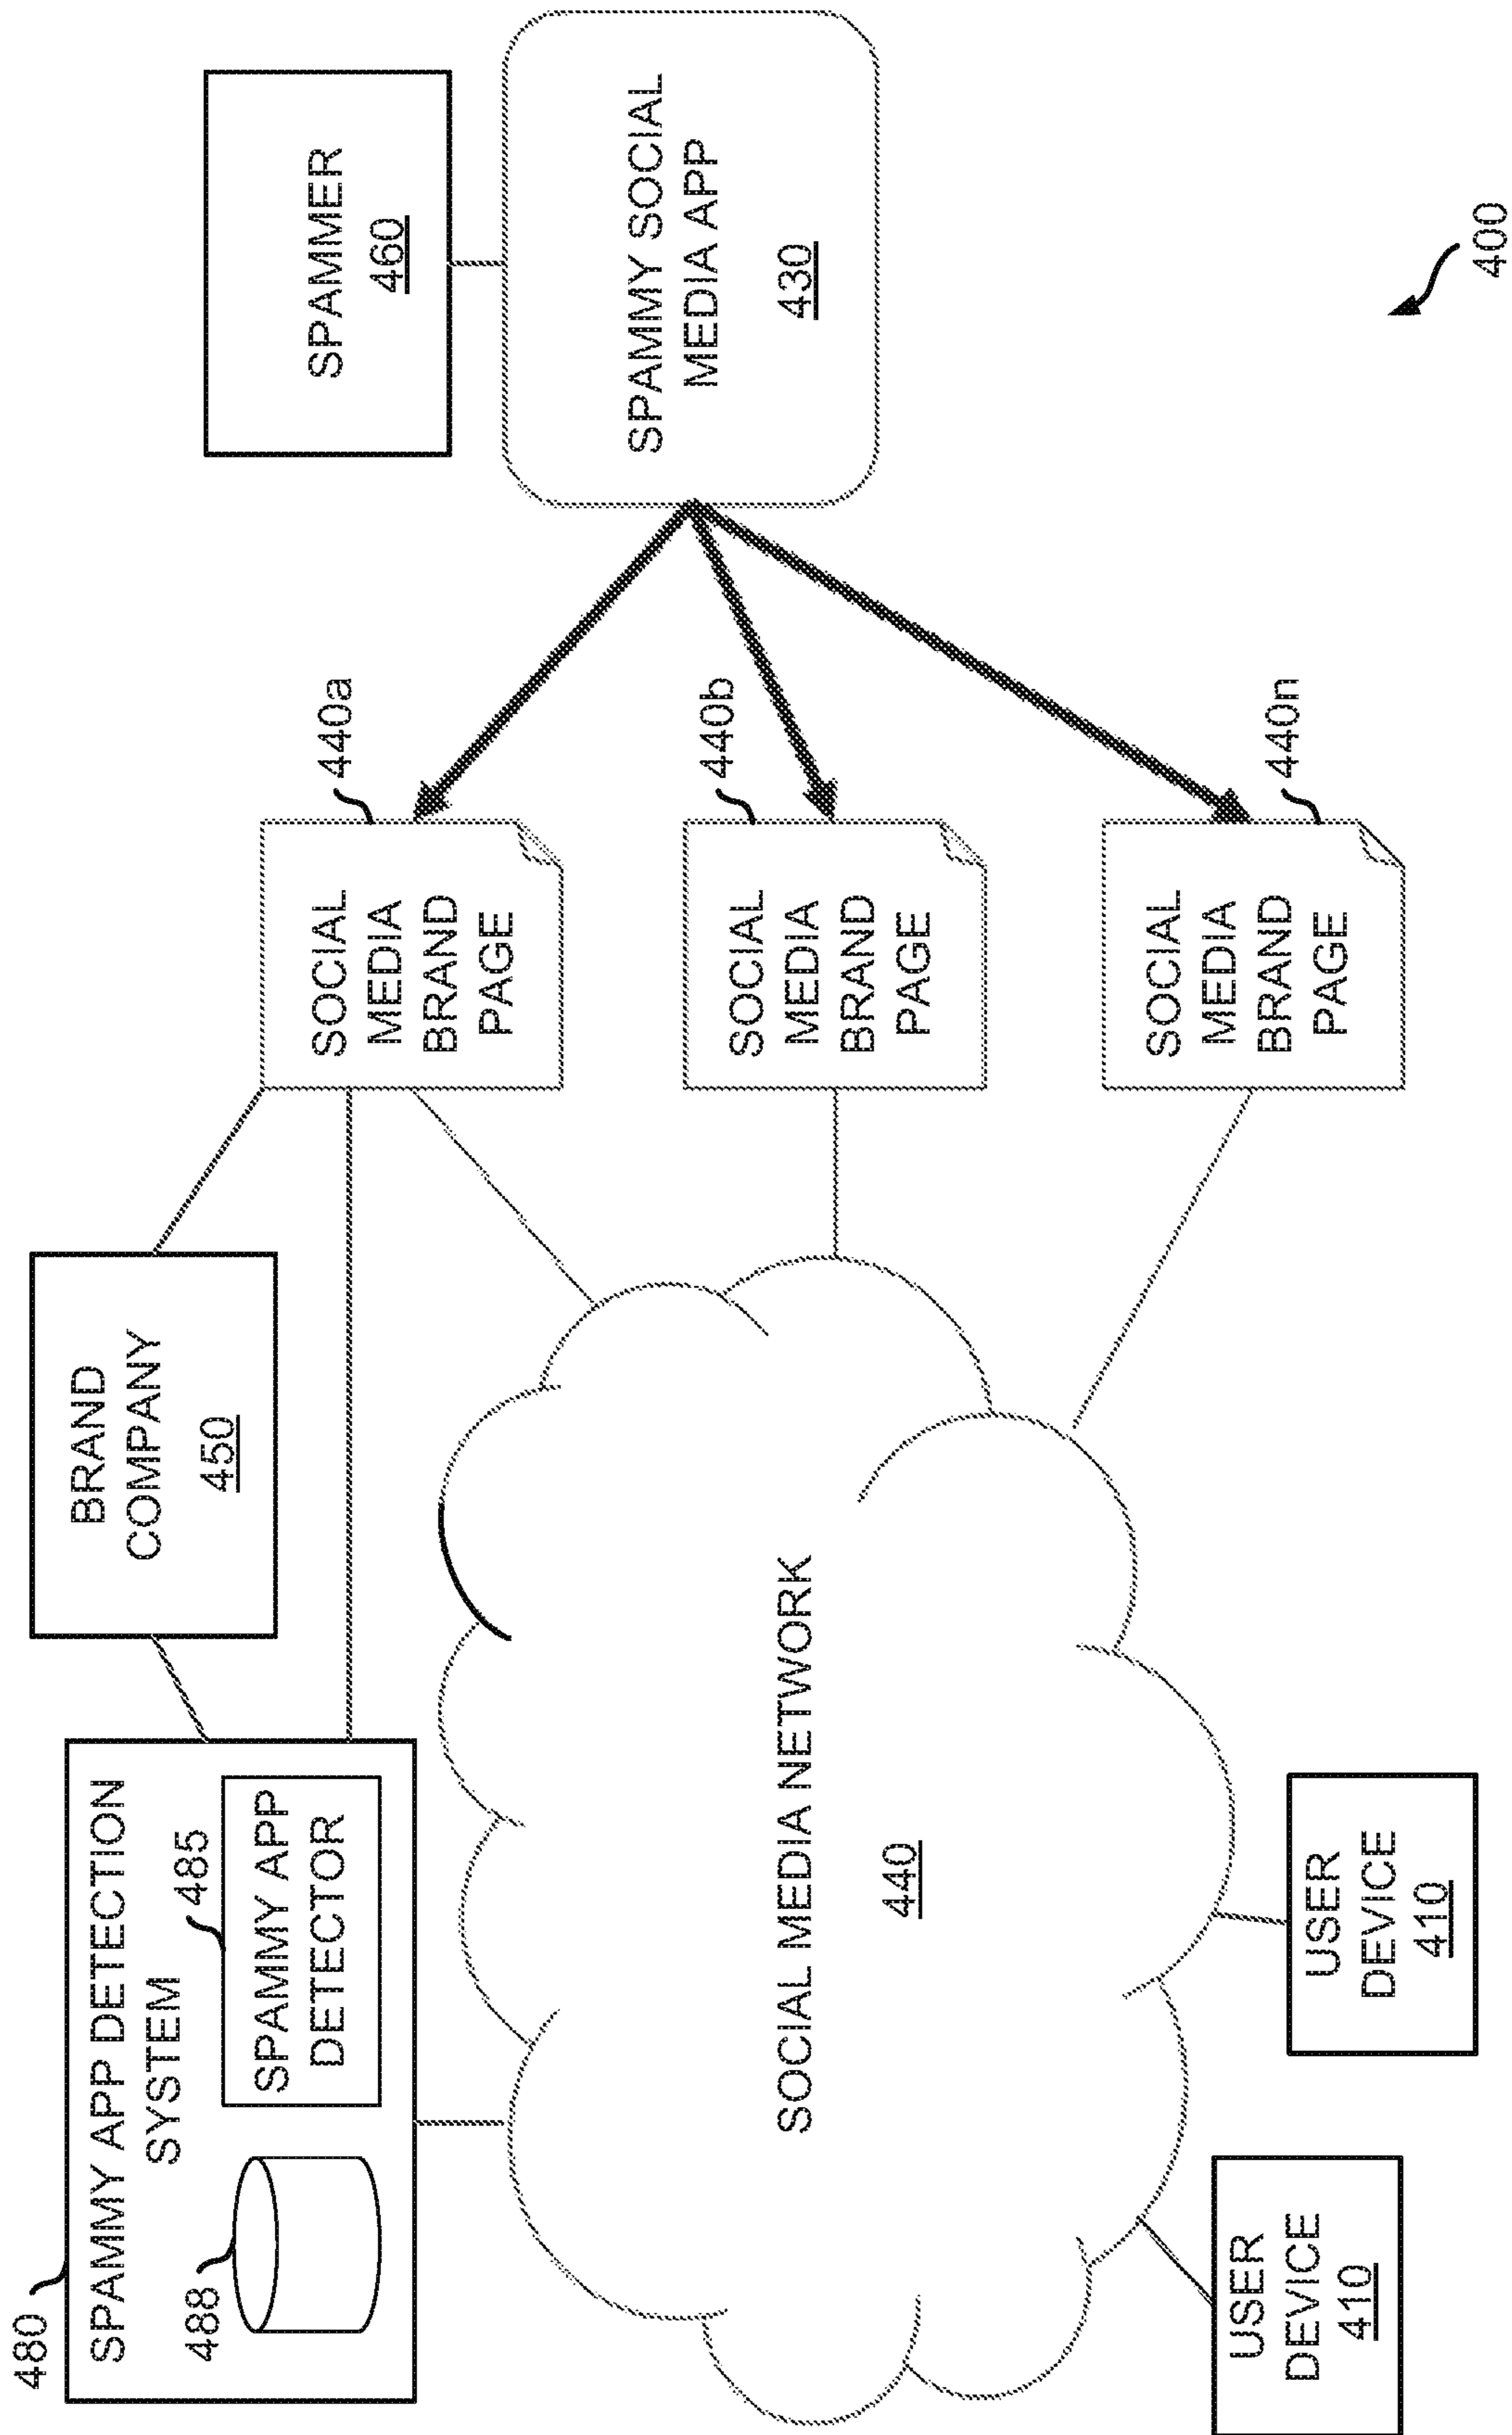 480
SPAMMY APP DETECTION
SYSTEM
488
485
SPAMMY APP
DETECTOR
BRAND
COMPANY
450
SPAMMER
460
SOCIAL
MEDIA
BRAND
PAGE
440a
SPAMMY SOCIAL
MEDIA APP
430
SOCIAL MEDIA NETWORK
440
SOCIAL
MEDIA
BRAND
PAGE
440b
SOCIAL
MEDIA
BRAND
PAGE
440n
USER
DEVICE
410
USER
DEVICE
410
400